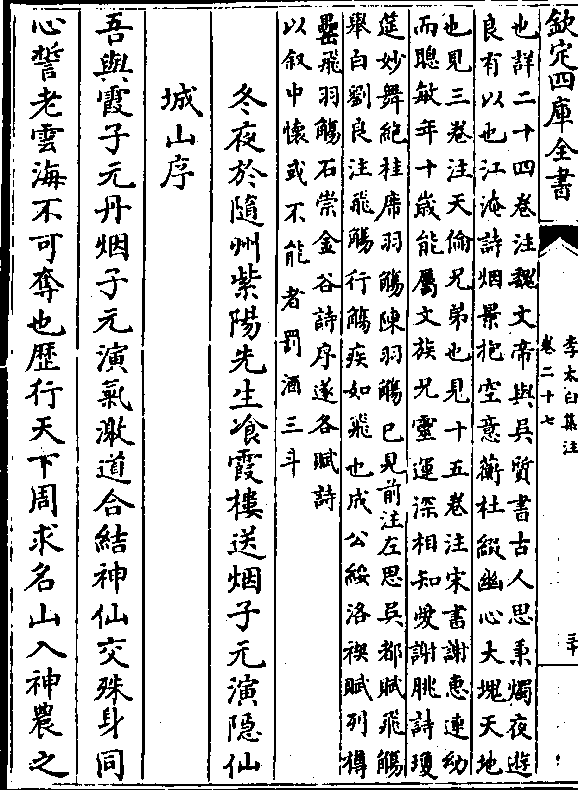 欽定四庫全書
李太白集注
卷二十七
也詳二十四卷注魏文帝與吳質書古人思秉燭夜遊
良有以也江淹詩烟景抱空意蘅杜綴幽心大塊天地
也見三卷注天倫兄弟也見十五卷注宋書謝惠連幼
而聰敏年十歲能屬文族兄靈運深相知愛謝朓詩瓊
筵妙舞絕桂席羽觴陳羽觴已見前注左思吳都賦飛觴
舉白劉良注飛觴行觴疾如飛也成公綏洛禊賦列樽
罍飛羽觴石崇金谷詩序遂各賦詩
以叙中懷或不能者罰酒三斗
冬夜於隨州紫陽先生飡霞樓送烟子元演隱仙
城山序
吾與霞子元丹烟子元演氣激道合結神仙交殊身同
心誓老雲海不可奪也歷行天下周求名山入神農之